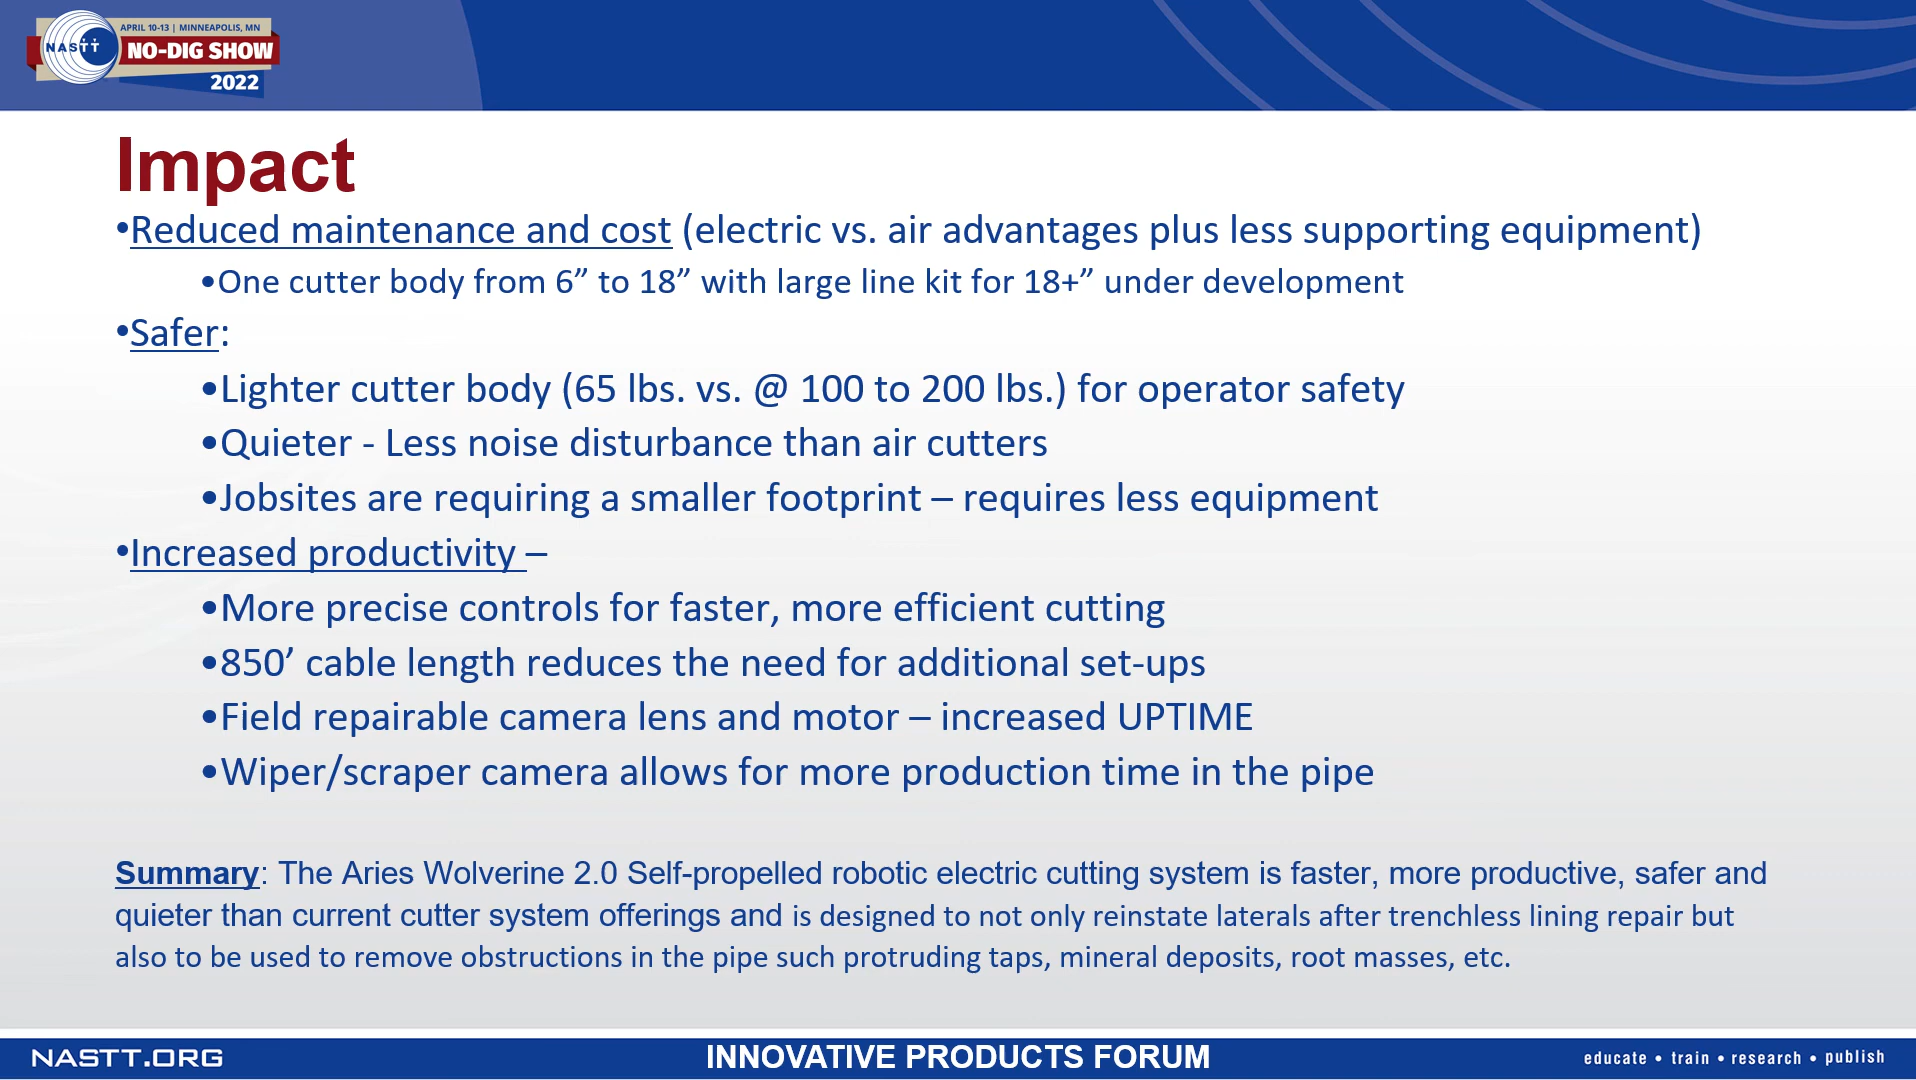 APRIL 10-13 | MINNEAPOLIS, MN
NASTT
NO-DIG SHOW
2022
Impact
•Reduced maintenance and cost (electric vs. air advantages plus less supporting equipment)
•One cutter body from 6” to 18” with large line kit for 18+” under development
•Safer:
•Lighter cutter body (65 lbs. vs. @ 100 to 200 lbs.) for operator safety
•Quieter - Less noise disturbance than air cutters
•Jobsites are requiring a smaller footprint – requires less equipment
•Increased productivity –
•More precise controls for faster, more efficient cutting
•850’ cable length reduces the need for additional set-ups
•Field repairable camera lens and motor – increased UPTIME
•Wiper/scraper camera allows for more production time in the pipe
Summary: The Aries Wolverine 2.0 Self-propelled robotic electric cutting system is faster, more productive, safer and
quieter than current cutter system offerings and is designed to not only reinstate laterals after trenchless lining repair but
also to be used to remove obstructions in the pipe such protruding taps, mineral deposits, root masses, etc.
NASTT.ORG
INNOVATIVE PRODUCTS FORUM
educate • train • research • publish